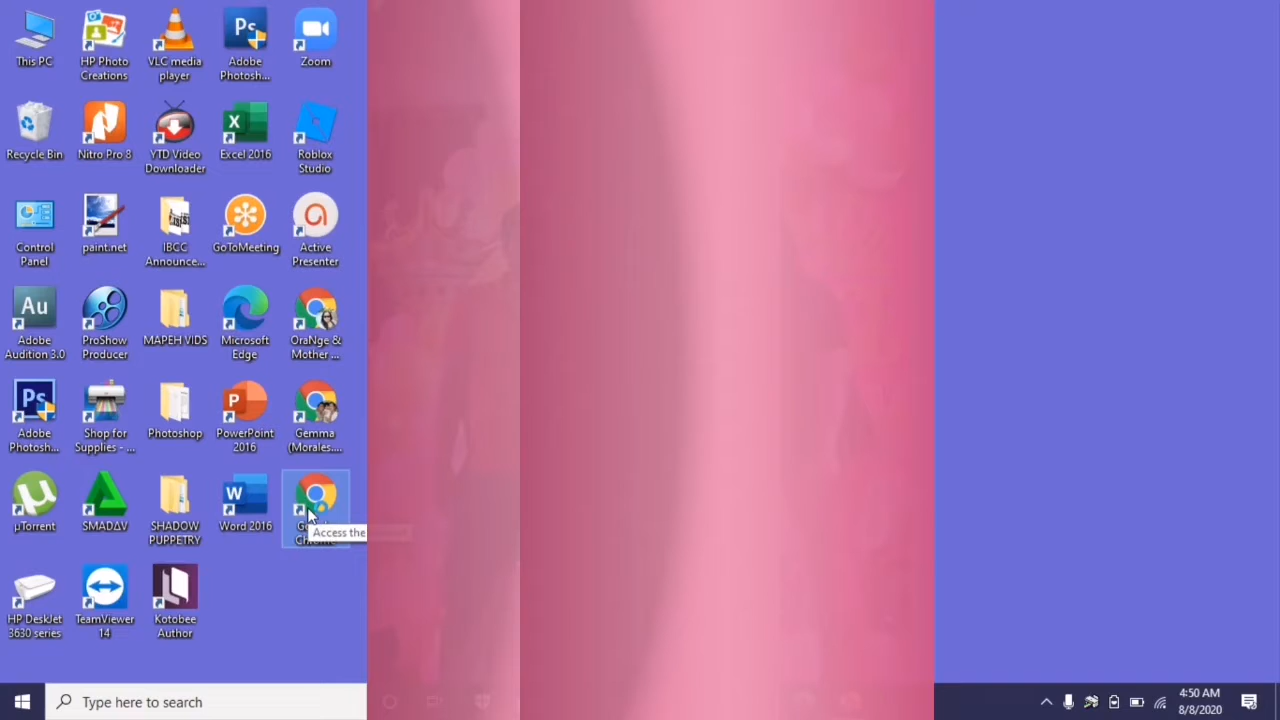 This PC
HP Photo
Creations
VLC media
player
Ps
Adobe
Photosh...
Zoom
Recycle Bin
Nitro Pro 8
YTD Video
Downloader
X
Excel 2016
Roblox
Studio
Control
Panel
paint.net
IBCC
Announce...
GoToMeeting
Active
Presenter
Au
Adobe
Audition 3.0
ProShow
Producer
MAPEH VIDS
Microsoft
Edge
OraNge &
Mother ...
Ps
Adobe
Photosh...
Shop for
Supplies - ...
Photoshop
P
PowerPoint
2016
Gemma
(Morales....
µTorrent
SMADΔV
SHADOW
PUPPETRY
W
Word 2016
Access the
HP DeskJet
3630 series
TeamViewer
14
Kotobee
Author
Type here to search
4:50 AM
8/8/2020